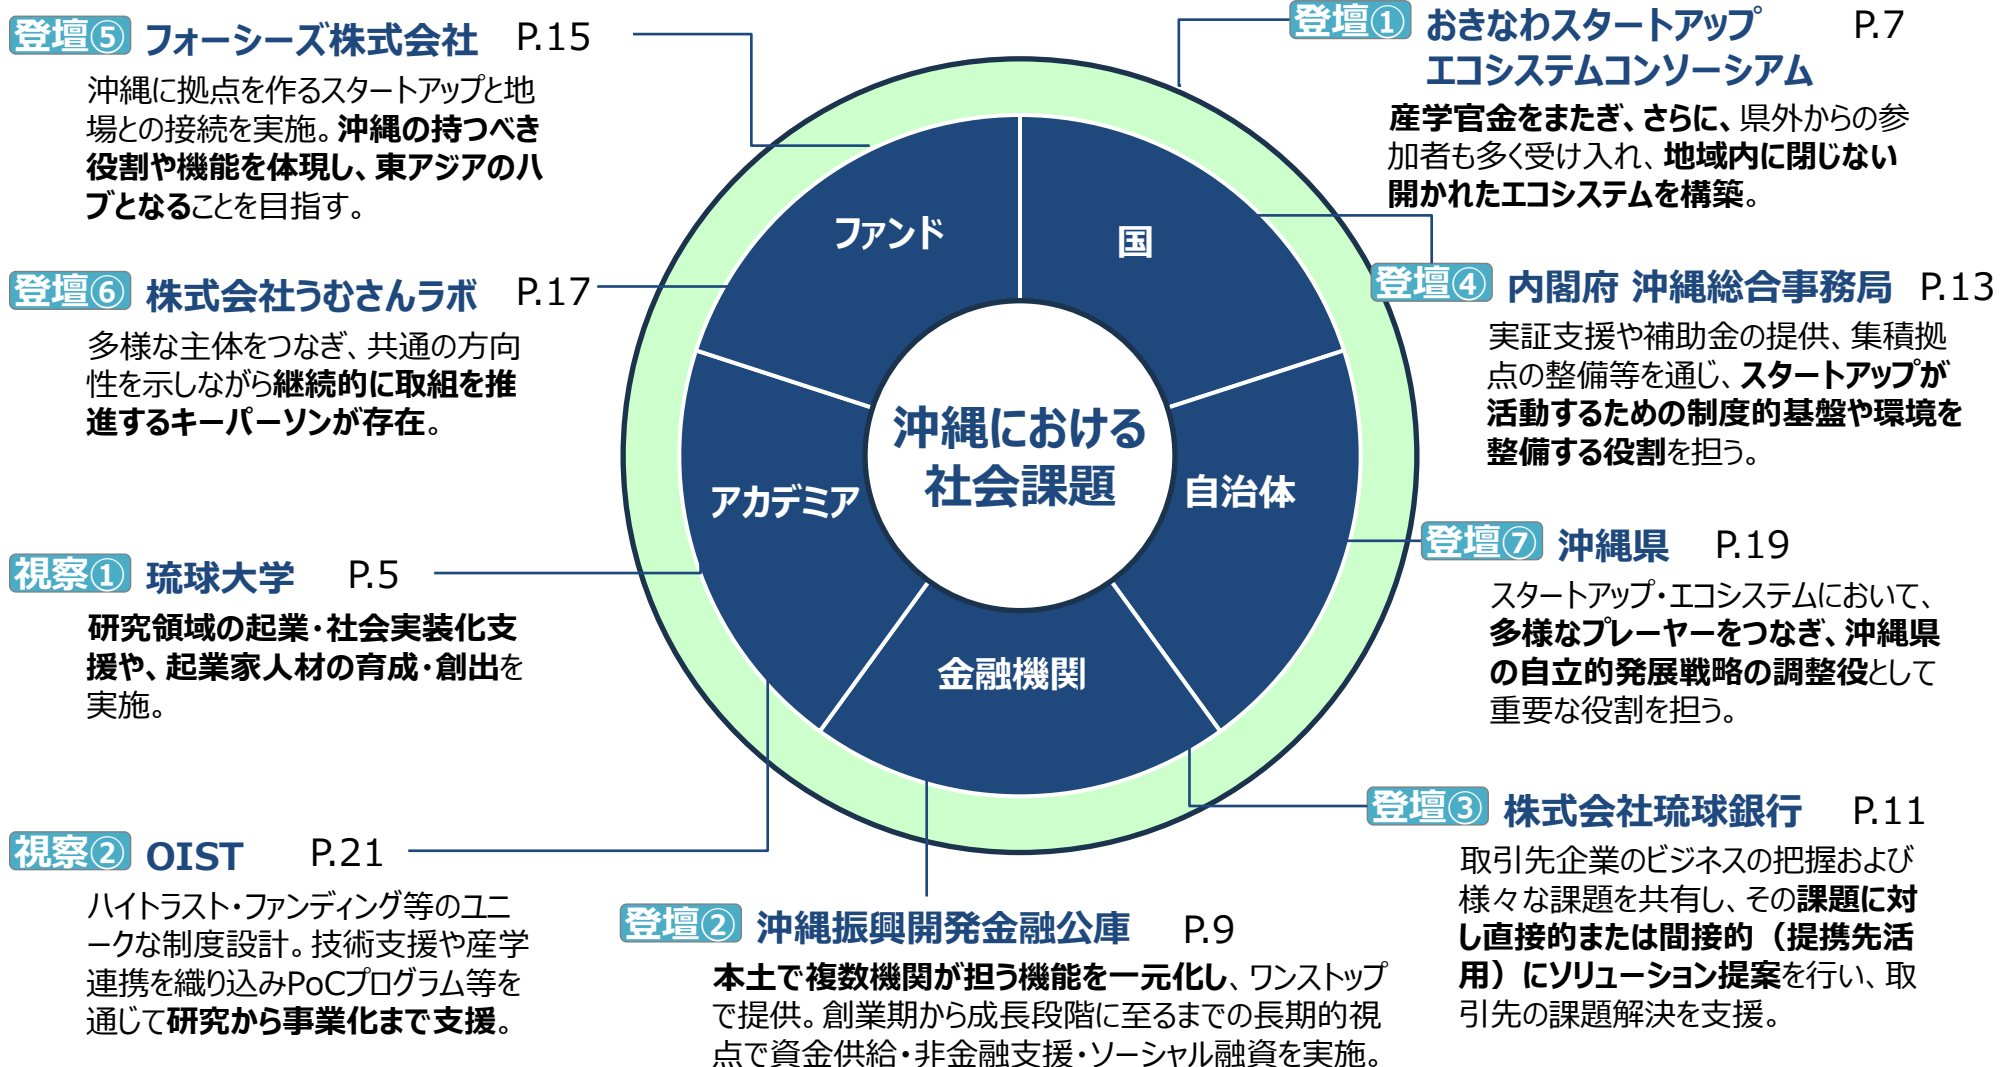 登壇⑤ フォーシーズ株式会社 P.15
沖縄に拠点を作るスタートアップと地
場との接続を実施。沖縄の持つべき
役割や機能を体現し、東アジアのハ
ブとなることを目指す。
登壇⑥ 株式会社うむさんラボ P.17
多様な主体をつなぎ、共通の方向
性を示しながら継続的に取組を推
進するキーパーソンが存在。
視察① 琉球大学 P.5
研究領域の起業・社会実装化支
援や、起業家人材の育成・創出を
実施。
視察② OIST P.21
ハイトラスト・ファンディング等のユニ
ークな制度設計。技術支援や産学
連携を織り込みPoCプログラム等を
通じて研究から事業化まで支援。
ファンド
国
アカデミア
自治体
金融機関
沖縄における
社会課題
登壇② 沖縄振興開発金融公庫 P.9
本土で複数機関が担う機能を一元化し、ワンストップ
で提供。創業期から成長段階に至るまでの長期的視
点で資金供給・非金融支援・ソーシャル融資を実施。
登壇① おきなわスタートアップ P.7
エコシステムコンソーシアム
産学官金をまたぎ、さらに、県外からの参
加者も多く受け入れ、地域内に閉じない
開かれたエコシステムを構築。
登壇④ 内閣府 沖縄総合事務局 P.13
実証支援や補助金の提供、集積拠
点の整備等を通じ、スタートアップが
活動するための制度的基盤や環境を
整備する役割を担う。
登壇⑦ 沖縄県 P.19
スタートアップ・エコシステムにおいて、
多様なプレーヤーをつなぎ、沖縄県
の自立的発展戦略の調整役として
重要な役割を担う。
登壇③ 株式会社琉球銀行 P.11
取引先企業のビジネスの把握および
様々な課題を共有し、その課題に対
し直接的または間接的（提携先活
用）にソリューション提案を行い、取
引先の課題解決を支援。